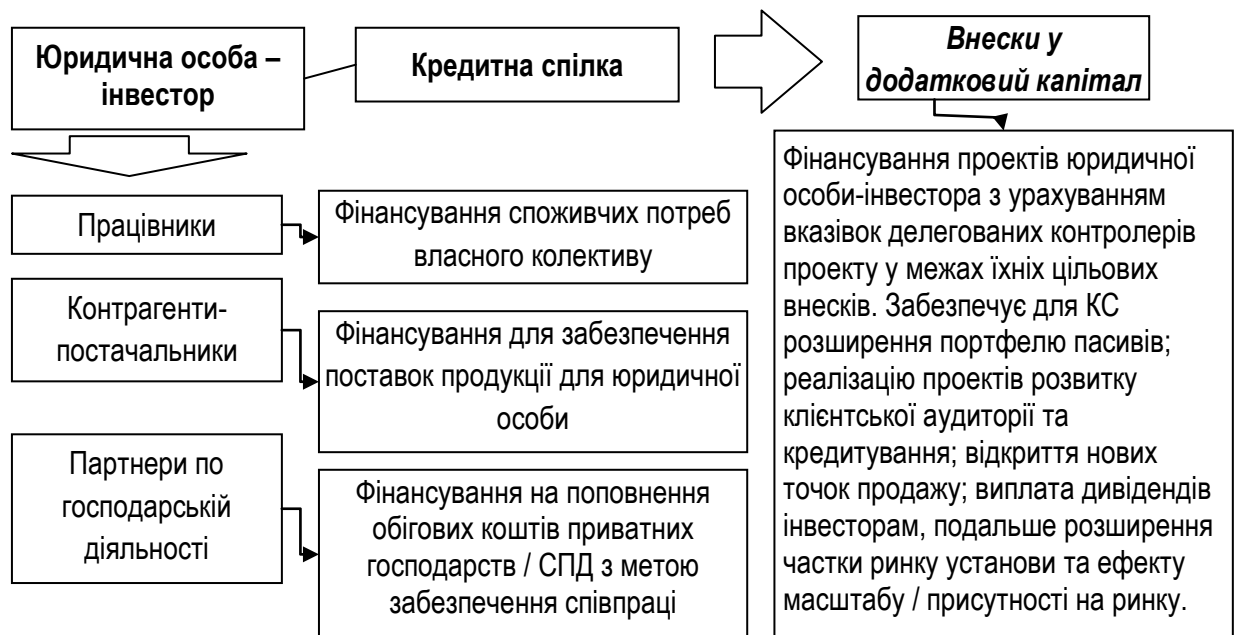 Юридична особа –
інвестор
Кредитна спілка
Внески у
додатковий капітал
Працівники
Фінансування споживчих потреб
власного колективу
Контрагенти-
постачальники
Фінансування для забезпечення
поставок продукції для юридичної
особи
Партнери по
господарській
діяльності
Фінансування на поповнення
обігових коштів приватних
господарств / СПД з метою
забезпечення співпраці
Фінансування проектів юридичної
особи-інвестора з урахуванням
вказівок делегованих контролерів
проекту у межах їхніх цільових
внесків. Забезпечує для КС
розширення портфелю пасивів;
реалізацію проектів розвитку
клієнтської аудиторії та
кредитування; відкриття нових
точок продажу; виплата дивідендів
інвесторам, подальше розширення
частки ринку установи та ефекту
масштабу / присутності на ринку.